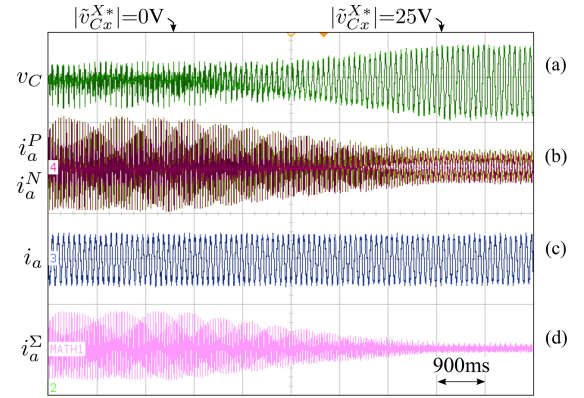 |ṽ_{Cx}^{X*}|=0V |ṽ_{Cx}^{X*}|=25V
v_C (a)
i_a^P (b)
4
i_a^N
i_a 3 (c)
i_a^Σ MATH1 (d)
900ms
2